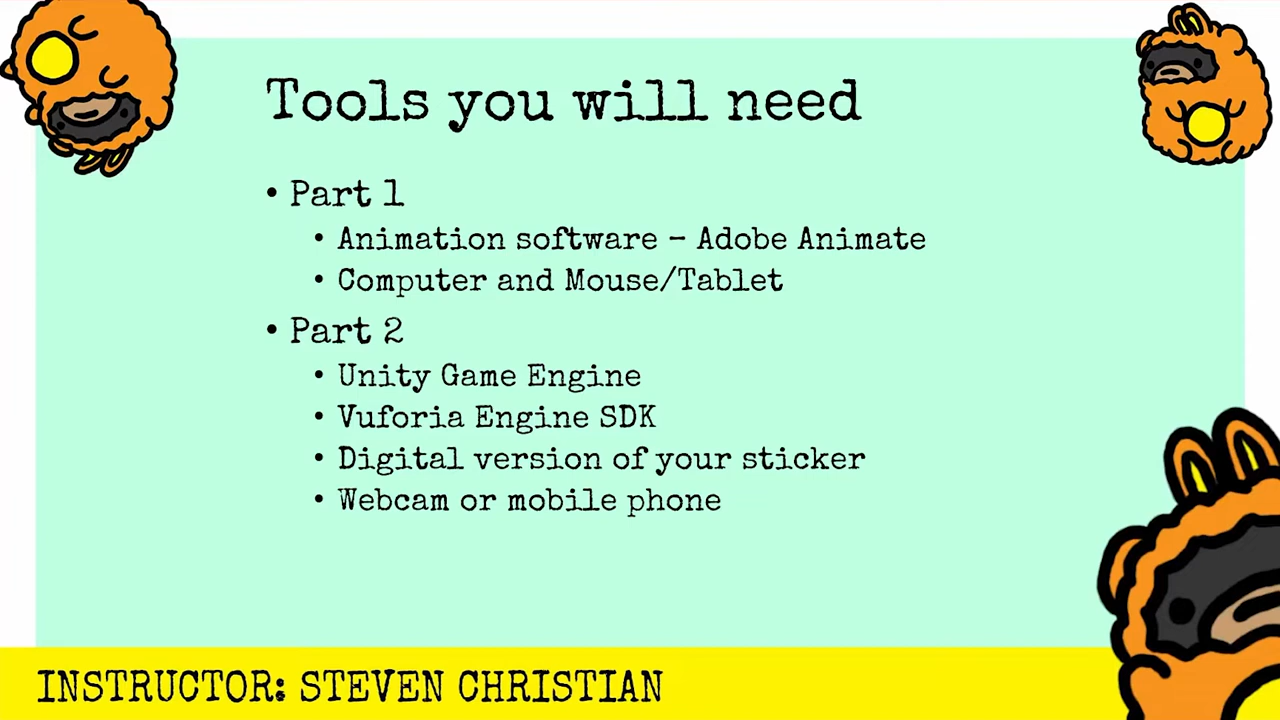 Tools you will need
• Part 1
• Animation software – Adobe Animate
• Computer and Mouse/Tablet
• Part 2
• Unity Game Engine
• Vuforia Engine SDK
• Digital version of your sticker
• Webcam or mobile phone
INSTRUCTOR: STEVEN CHRISTIAN